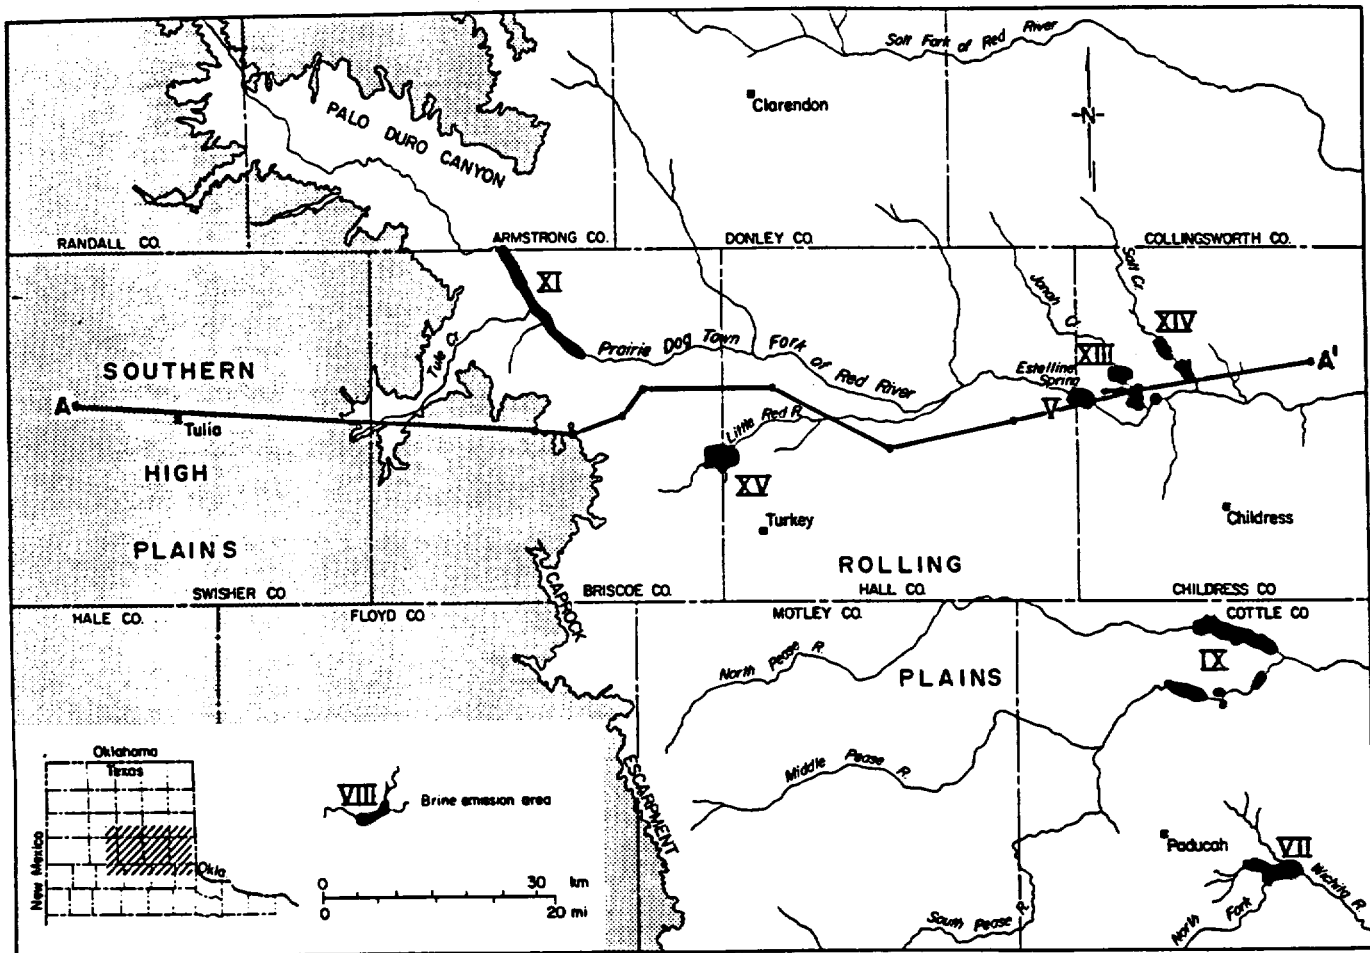 Salt Fork of Red River
Clarendon
-N-
PALO DURO CANYON
RANDALL CO.
ARMSTRONG CO.
DONLEY CO.
COLLINGSWORTH CO.
XI
Jonah C.
Salt Cr.
XIV
Tule C.
Prairie Dog Town Fork of Red River
XIII
Estelline
Spring
SOUTHERN
A
A'
V
Tulia
Little Red R.
HIGH
XV
Turkey
Childress
PLAINS
ROLLING
SWISHER CO
BRISCOE CO.
HALL CO.
CHILDRESS CO
HALE CO.
FLOYD CO
CAPROCK
MOTLEY CO.
COTTLE CO
North Pease R.
IX
PLAINS
Oklahoma
Texas
New Mexico
Okla.
VIII
Brine emission area
ESCARPMENT
Middle Pease R.
Paducah
VII
Wichita R.
North Fork
South Pease R.
0 30 km
0 20 mi